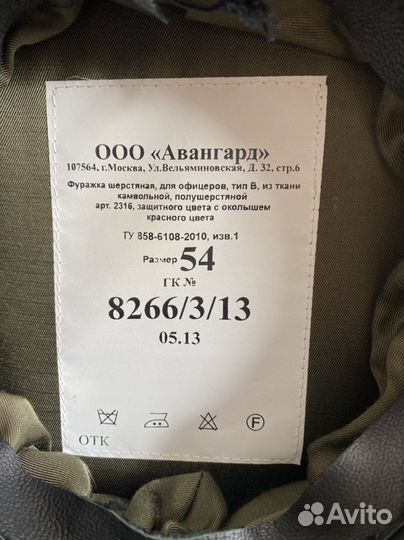 ООО «Авангард»
107564, г.Москва, Ул.Вельяминовская, Д. 32, стр.6
Фуражка шерстяная, для офицеров, тип В, из ткани
камвольной, полушерстяной
арт. 2316, защитного цвета с околышем
красного цвета
ТУ 858-6108-2010, изв.1
Размер 54
ГК №
8266/3/13
05.13
F
ОТК
Avito